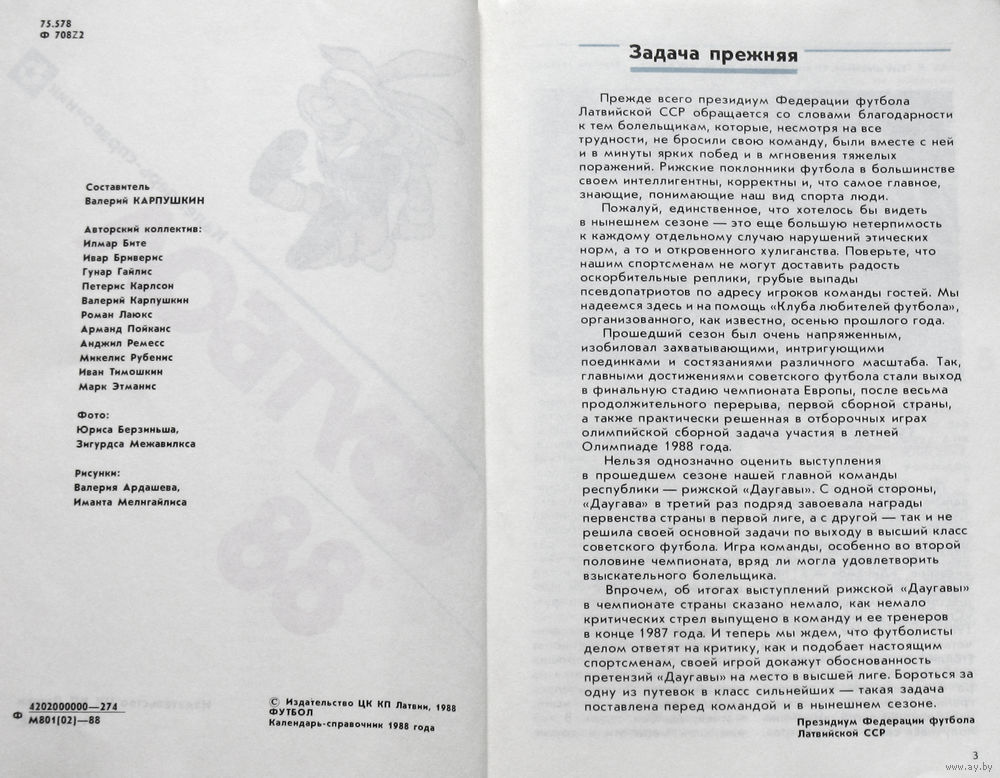 75.578
Ф 708Z2
Составитель
Валерий КАРПУШКИН
Авторский коллектив:
Илмар Бите
Ивар Бриверис
Гунар Гайлис
Петерис Карлсон
Валерий Карпушкин
Роман Лаюкс
Арманд Пойканс
Анджил Ремесс
Микелис Рубенис
Иван Тимошкин
Марк Этманис
Фото:
Юриса Берзиньша,
Зигурдса Межавилкса
Рисунки:
Валерия Ардашева,
Иманта Мелнгайлиса
Ф 4202000000—274
М801(02)—88
© Издательство ЦК КП Латвии, 1988
ФУТБОЛ
Календарь-справочник 1988 года
Задача прежняя
Прежде всего президиум Федерации футбола
Латвийской ССР обращается со словами благодарности
к тем болельщикам, которые, несмотря на все
трудности, не бросили свою команду, были вместе с ней
и в минуты ярких побед и в мгновения тяжелых
поражений. Рижские поклонники футбола в большинстве
своем интеллигентны, корректны и, что самое главное,
знающие, понимающие наш вид спорта люди.
Пожалуй, единственное, что хотелось бы видеть
в нынешнем сезоне — это еще большую нетерпимость
к каждому отдельному случаю нарушений этических
норм, а то и откровенного хулиганства. Поверьте, что
нашим спортсменам не могут доставить радость
оскорбительные реплики, грубые выпады
псевдопатриотов по адресу игроков команды гостей. Мы
надеемся здесь и на помощь «Клуба любителей футбола»,
организованного, как известно, осенью прошлого года.
Прошедший сезон был очень напряженным,
изобиловал захватывающими, интригующими
поединками и состязаниями различного масштаба. Так,
главными достижениями советского футбола стали выход
в финальную стадию чемпионата Европы, после весьма
продолжительного перерыва, первой сборной страны,
а также практически решенная в отборочных играх
олимпийской сборной задача участия в летней
Олимпиаде 1988 года.
Нельзя однозначно оценить выступления
в прошедшем сезоне нашей главной команды
республики — рижской «Даугавы». С одной стороны,
«Даугава» в третий раз подряд завоевала награды
первенства страны в первой лиге, а с другой — так и не
решила своей основной задачи по выходу в высший класс
советского футбола. Игра команды, особенно во второй
половине чемпионата, вряд ли могла удовлетворить
взыскательного болельщика.
Впрочем, об итогах выступлений рижской «Даугавы»
в чемпионате страны сказано немало, как немало
критических стрел выпущено в команду и ее тренеров
в конце 1987 года. И теперь мы ждем, что футболисты
делом ответят на критику, как и подобает настоящим
спортсменам, своей игрой докажут обоснованность
претензий «Даугавы» на место в высшей лиге. Бороться за
одну из путевок в класс сильнейших — такая задача
поставлена перед командой и в нынешнем сезоне.
Президиум Федерации футбола
Латвийской ССР
3
www.ay.by